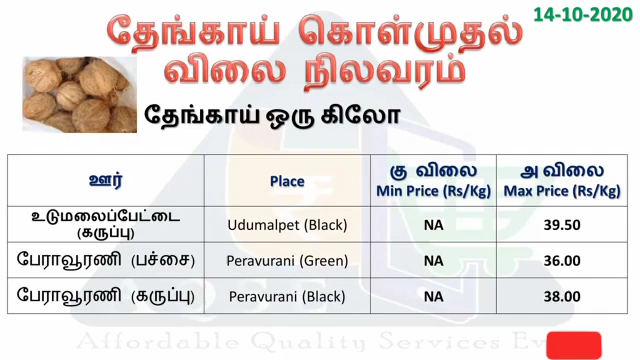 14-10-2020
தேங்காய் கொள்முதல்
விலை நிலவரம்
தேங்காய் ஒரு கிலோ
ஊர் Place கு விலை அ விலை
Min Price (Rs/Kg) Max Price (Rs/Kg)
உடுமலைப்பேட்டை
(கருப்பு) Udumalpet (Black) NA 39.50
பேராவூரணி (பச்சை) Peravurani (Green) NA 36.00
பேராவூரணி (கருப்பு) Peravurani (Black) NA 38.00
Affordable Quality Services